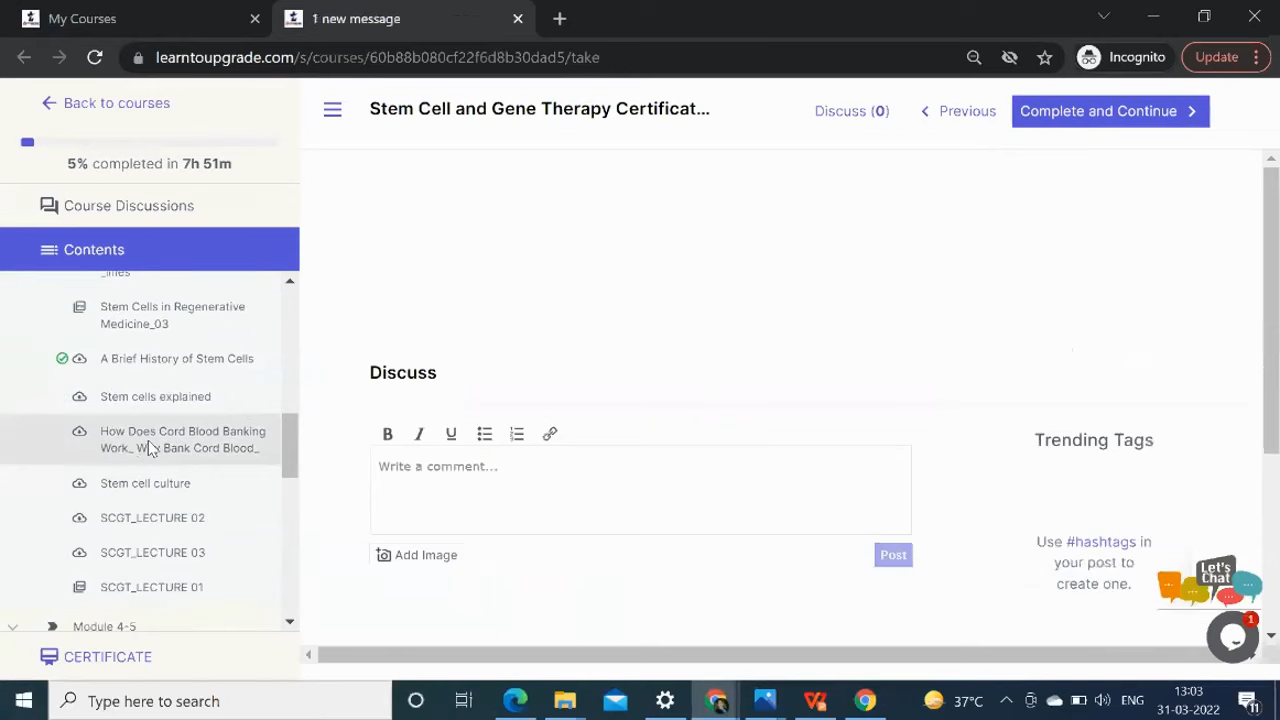 My Courses
1 new message
learntoupgrade.com/s/courses/60b88b080cf22f6d8b30dad5/take
Incognito
Update
Back to courses
5% completed in 7h 51m
Course Discussions
Contents
_lines
Stem Cells in Regenerative
Medicine_03
A Brief History of Stem Cells
Stem cells explained
How Does Cord Blood Banking
Work_ Why Bank Cord Blood_
Stem cell culture
SCGT_LECTURE 02
SCGT_LECTURE 03
SCGT_LECTURE 01
Module 4-5
CERTIFICATE
Stem Cell and Gene Therapy Certificat...
Discuss (0)
Previous
Complete and Continue
Discuss
B I U
Write a comment...
Add Image
Post
Trending Tags
Use #hashtags in
your post to
create one.
Let's
Chat
1
Type here to search
37°C
ENG
13:03
31-03-2022
11